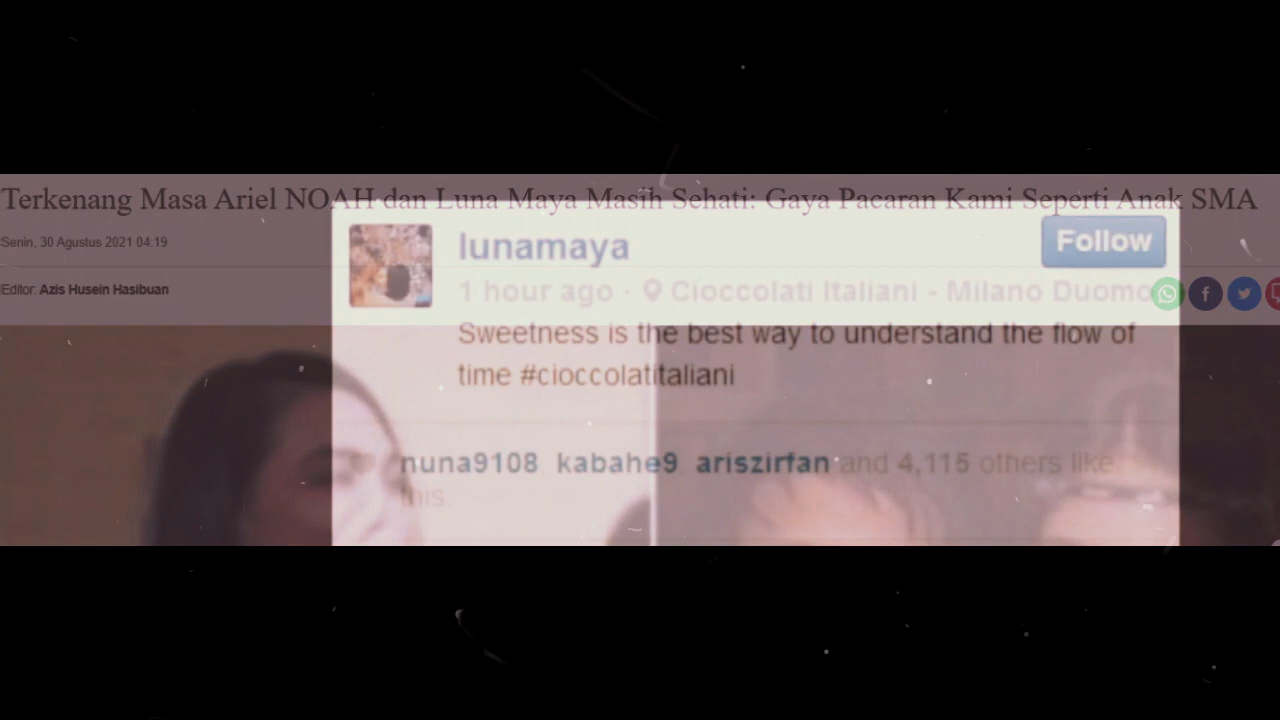 Terkenang Masa Ariel NOAH dan Luna Maya Masih Sehati: Gaya Pacaran Kami Seperti Anak SMA
Senin, 30 Agustus 2021 04:19
Editor: Azis Husein Hasibuan
lunamaya
Follow
1 hour ago · Cioccolati Italiani - Milano Duomo
Sweetness is the best way to understand the flow of
time #cioccolatitaliani
nuna9108 kabahe9 ariszirfan and 4,115 others like
this.